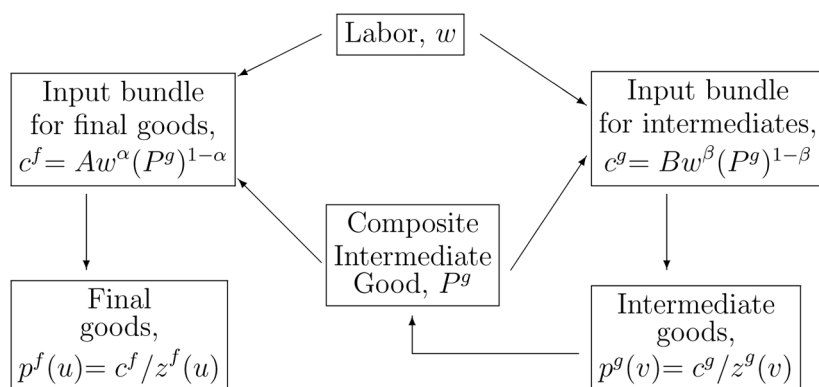 Labor, w
Input bundle
for final goods,
c^f = Aw^α(P^g)^{1−α}
Input bundle
for intermediates,
c^g = Bw^β(P^g)^{1−β}
Composite
Intermediate
Good, P^g
Final
goods,
p^f(u) = c^f/z^f(u)
Intermediate
goods,
p^g(v) = c^g/z^g(v)